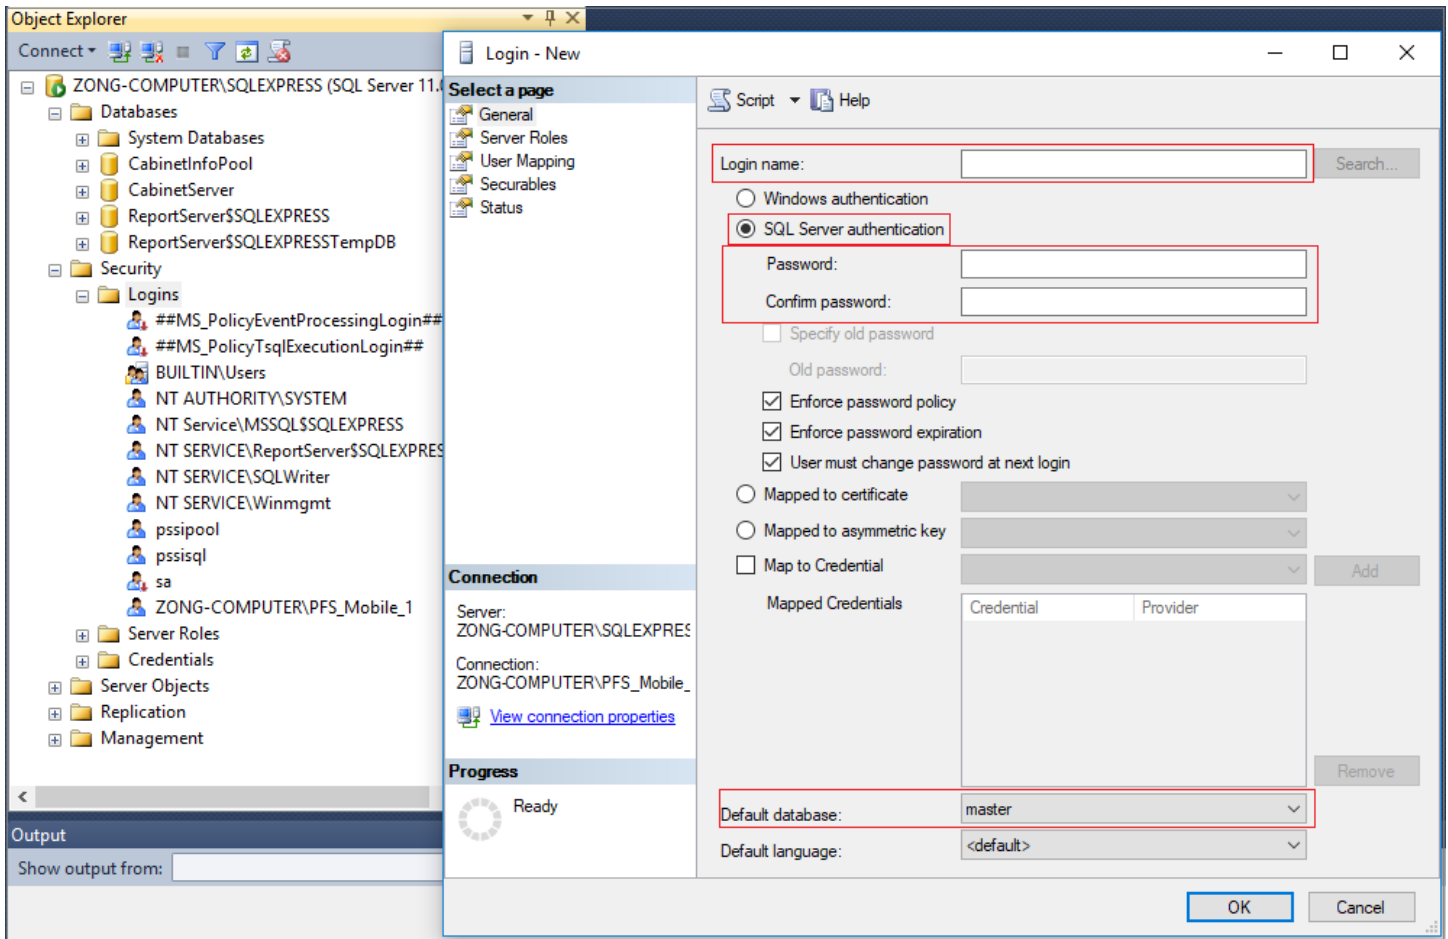 Object Explorer
Connect
ZONG-COMPUTER\SQLEXPRESS (SQL Server 11.
Databases
System Databases
CabinetInfoPool
CabinetServer
ReportServer$SQLEXPRESS
ReportServer$SQLEXPRESSTempDB
Security
Logins
##MS_PolicyEventProcessingLogin##
##MS_PolicyTsqlExecutionLogin##
BUILTIN\Users
NT AUTHORITY\SYSTEM
NT Service\MSSQL$SQLEXPRESS
NT SERVICE\ReportServer$SQLEXPRES
NT SERVICE\SQLWriter
NT SERVICE\Winmgmt
pssipool
pssisql
sa
ZONG-COMPUTER\PFS_Mobile_1
Server Roles
Credentials
Server Objects
Replication
Management
Output
Show output from:
Login - New
Select a page
General
Server Roles
User Mapping
Securables
Status
Connection
Server:
ZONG-COMPUTER\SQLEXPRES
Connection:
ZONG-COMPUTER\PFS_Mobile_
View connection properties
Progress
Ready
Script Help
Login name: Search...
Windows authentication
SQL Server authentication
Password:
Confirm password:
Specify old password
Old password:
Enforce password policy
Enforce password expiration
User must change password at next login
Mapped to certificate
Mapped to asymmetric key
Map to Credential Add
Mapped Credentials Credential Provider
Remove
Default database: master
Default language: <default>
OK Cancel